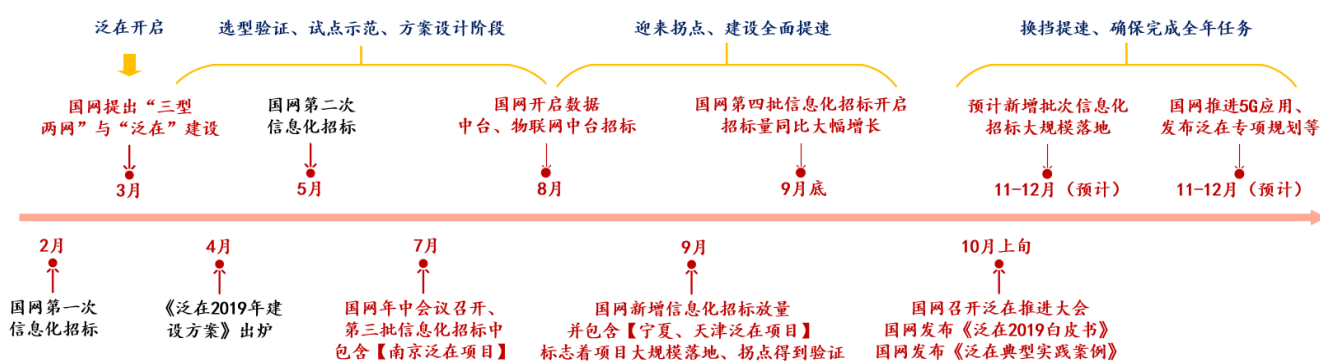 泛在开启
选型验证、试点示范、方案设计阶段
迎来拐点、建设全面提速
换挡提速、确保完成全年任务
国网提出“三型
两网”与“泛在”建设
3月
国网第二次
信息化招标
5月
国网开启数据
中台、物联网中台招标
8月
国网第四批信息化招标开启
招标量同比大幅增长
9月底
预计新增批次信息化
招标大规模落地
11-12月（预计）
国网推进5G应用、
发布泛在专项规划等
11-12月（预计）
2月
国网第一次
信息化招标
4月
《泛在2019年建
设方案》出炉
7月
国网年中会议召开、
第三批信息化招标中
包含【南京泛在项目】
9月
国网新增信息化招标放量
并包含【宁夏、天津泛在项目】
标志着项目大规模落地、拐点得到验证
10月上旬
国网召开泛在推进大会
国网发布《泛在2019白皮书》
国网发布《泛在典型实践案例》